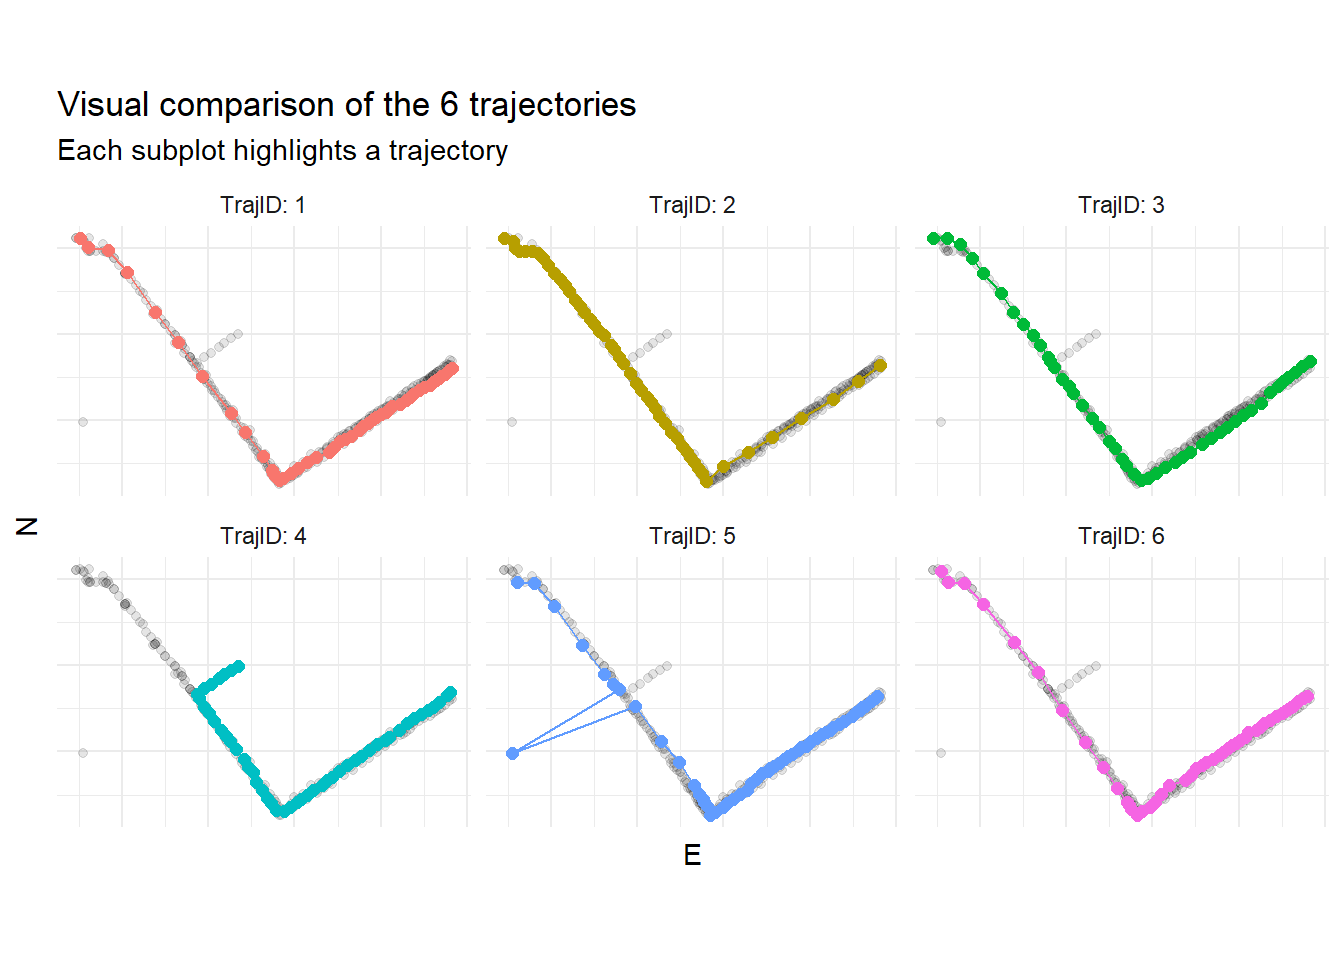 Visual comparison of the 6 trajectories
Each subplot highlights a trajectory
TrajID: 1
TrajID: 2
TrajID: 3
TrajID: 4
TrajID: 5
TrajID: 6
N
E